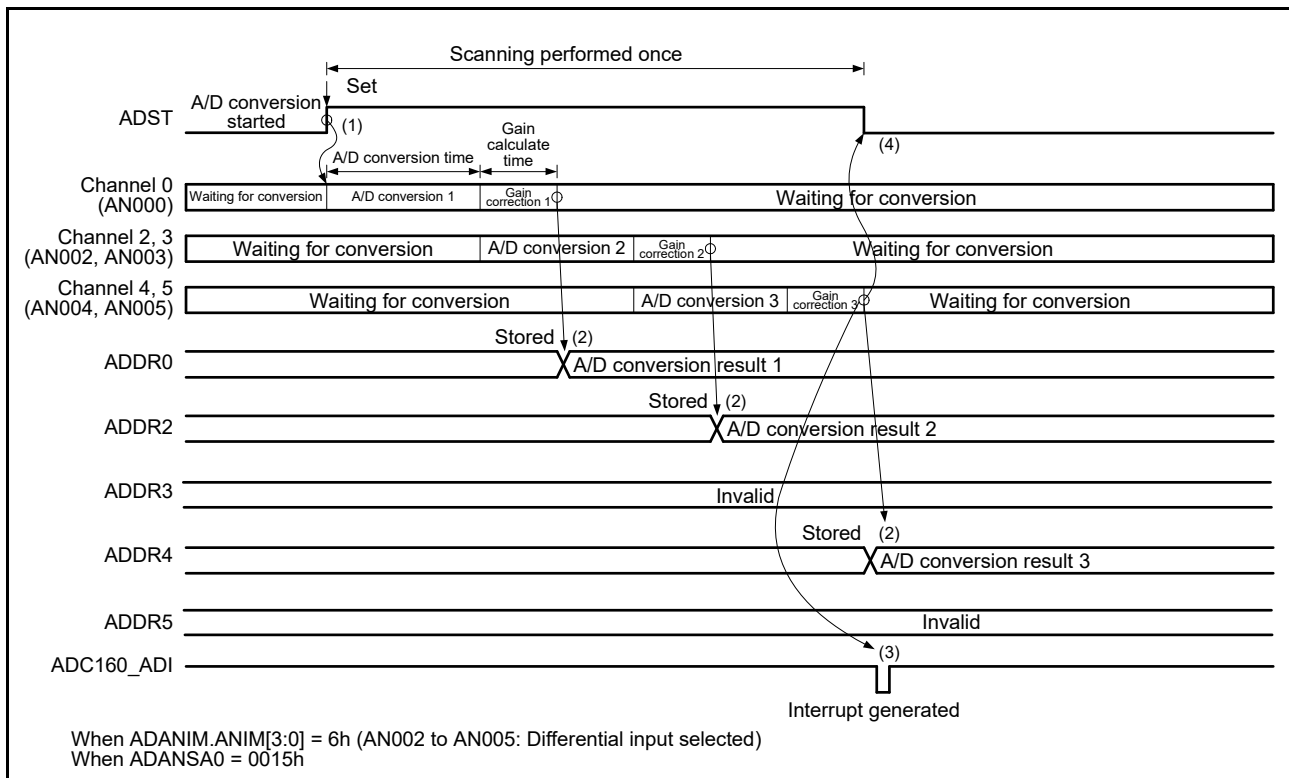 Scanning performed once
Set
ADST
A/D conversion
started
(1)
(4)
A/D conversion time
Gain
calculate
time
Channel 0
(AN000)
Waiting for conversion
A/D conversion 1
Gain
correction 1
Waiting for conversion
Channel 2, 3
(AN002, AN003)
Waiting for conversion
A/D conversion 2
Gain
correction 2
Waiting for conversion
Channel 4, 5
(AN004, AN005)
Waiting for conversion
A/D conversion 3
Gain
correction 3
Waiting for conversion
Stored
(2)
ADDR0
A/D conversion result 1
Stored
(2)
ADDR2
A/D conversion result 2
ADDR3
Invalid
Stored
(2)
ADDR4
A/D conversion result 3
ADDR5
Invalid
ADC160_ADI
(3)
Interrupt generated
When ADANIM.ANIM[3:0] = 6h (AN002 to AN005: Differential input selected)
When ADANSA0 = 0015h